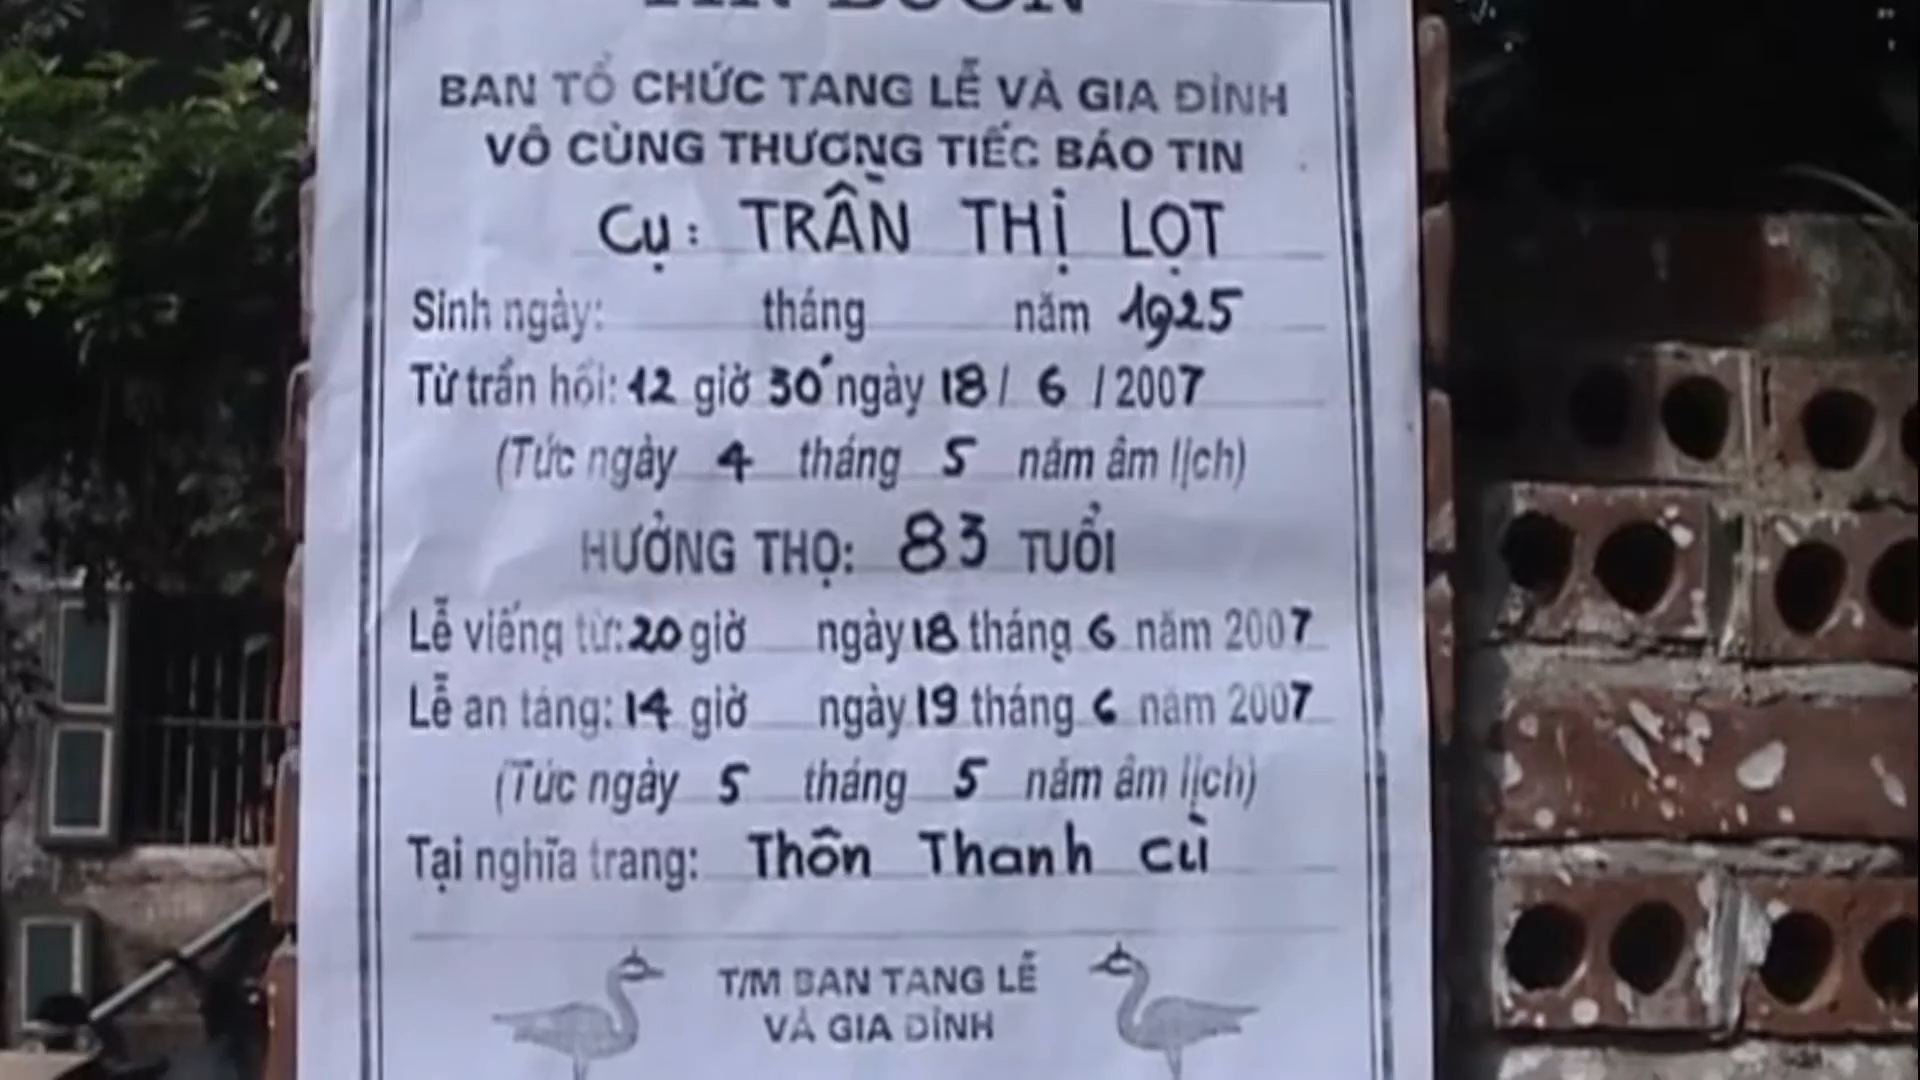 TIN BUỒN
BAN TỔ CHỨC TANG LỄ VÀ GIA ĐÌNH
VÔ CÙNG THƯƠNG TIẾC BÁO TIN
Cụ: TRẦN THỊ LỌT
Sinh ngày: tháng năm 1925
Từ trần hồi: 12 giờ 30' ngày 18 / 6 / 2007
(Tức ngày 4 tháng 5 năm âm lịch)
HƯỞNG THỌ: 83 TUỔI
Lễ viếng từ: 20 giờ ngày 18 tháng 6 năm 2007
Lễ an táng: 14 giờ ngày 19 tháng 6 năm 2007
(Tức ngày 5 tháng 5 năm âm lịch)
Tại nghĩa trang: Thôn Thanh Cù
T/M BAN TANG LỄ
VÀ GIA ĐÌNH